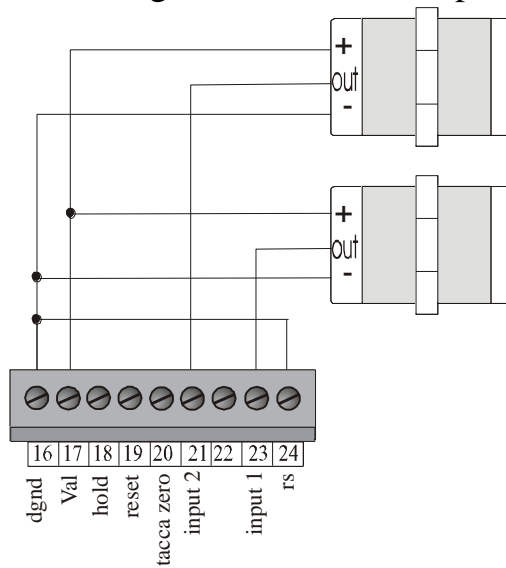 +
out
-
+
out
-
16 17 18 19 20 21 22 23 24
dgnd
Val
hold
reset
tacca zero
input 2
input 1
rs